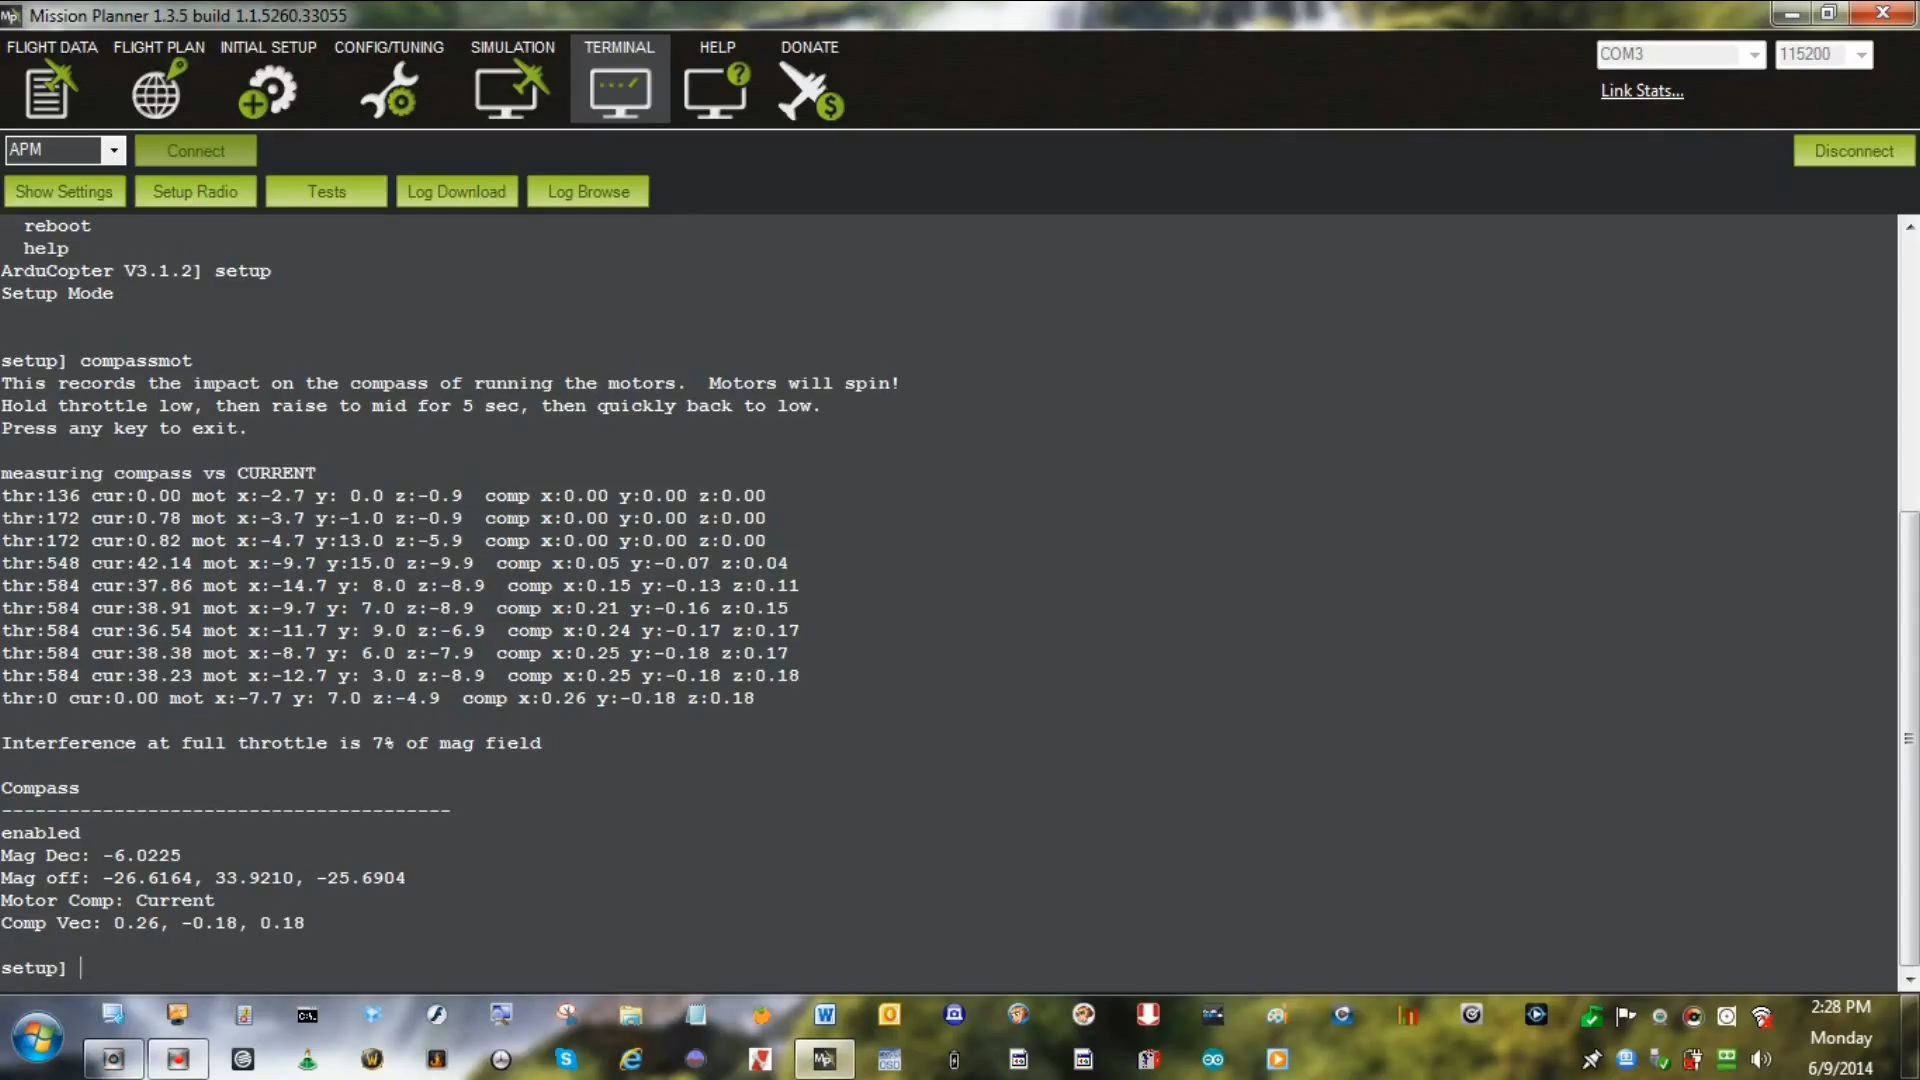 Mission Planner 1.3.5 build 1.1.5260.33055
FLIGHT DATA FLIGHT PLAN INITIAL SETUP CONFIG/TUNING SIMULATION TERMINAL HELP DONATE
COM3 115200
Link Stats...
APM Connect Disconnect
Show Settings Setup Radio Tests Log Download Log Browse
reboot
help
ArduCopter V3.1.2] setup
Setup Mode
setup] compassmot
This records the impact on the compass of running the motors.  Motors will spin!
Hold throttle low, then raise to mid for 5 sec, then quickly back to low.
Press any key to exit.
measuring compass vs CURRENT
thr:136 cur:0.00 mot x:-2.7 y: 0.0 z:-0.9  comp x:0.00 y:0.00 z:0.00
thr:172 cur:0.78 mot x:-3.7 y:-1.0 z:-0.9  comp x:0.00 y:0.00 z:0.00
thr:172 cur:0.82 mot x:-4.7 y:13.0 z:-5.9  comp x:0.00 y:0.00 z:0.00
thr:548 cur:42.14 mot x:-9.7 y:15.0 z:-9.9  comp x:0.05 y:-0.07 z:0.04
thr:584 cur:37.86 mot x:-14.7 y: 8.0 z:-8.9  comp x:0.15 y:-0.13 z:0.11
thr:584 cur:38.91 mot x:-9.7 y: 7.0 z:-8.9  comp x:0.21 y:-0.16 z:0.15
thr:584 cur:36.54 mot x:-11.7 y: 9.0 z:-6.9  comp x:0.24 y:-0.17 z:0.17
thr:584 cur:38.38 mot x:-8.7 y: 6.0 z:-7.9  comp x:0.25 y:-0.18 z:0.17
thr:584 cur:38.23 mot x:-12.7 y: 3.0 z:-8.9  comp x:0.25 y:-0.18 z:0.18
thr:0 cur:0.00 mot x:-7.7 y: 7.0 z:-4.9  comp x:0.26 y:-0.18 z:0.18
Interference at full throttle is 7% of mag field
Compass
----------------------------------------
enabled
Mag Dec: -6.0225
Mag off: -26.6164, 33.9210, -25.6904
Motor Comp: Current
Comp Vec: 0.26, -0.18, 0.18
setup]
2:28 PM
Monday
6/9/2014